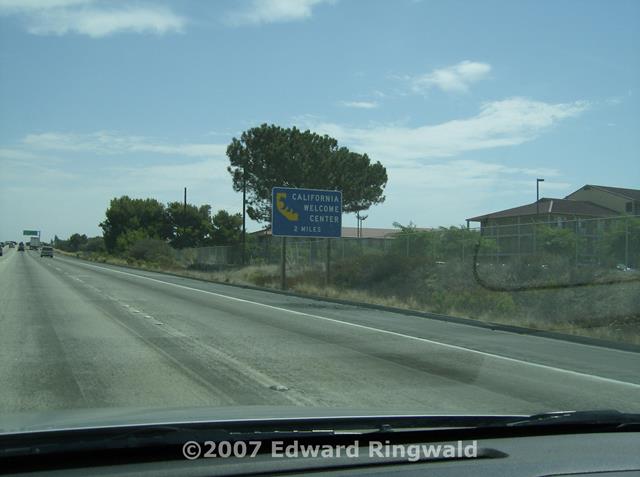 CALIFORNIA
WELCOME
CENTER
2 MILES
©2007 Edward Ringwald